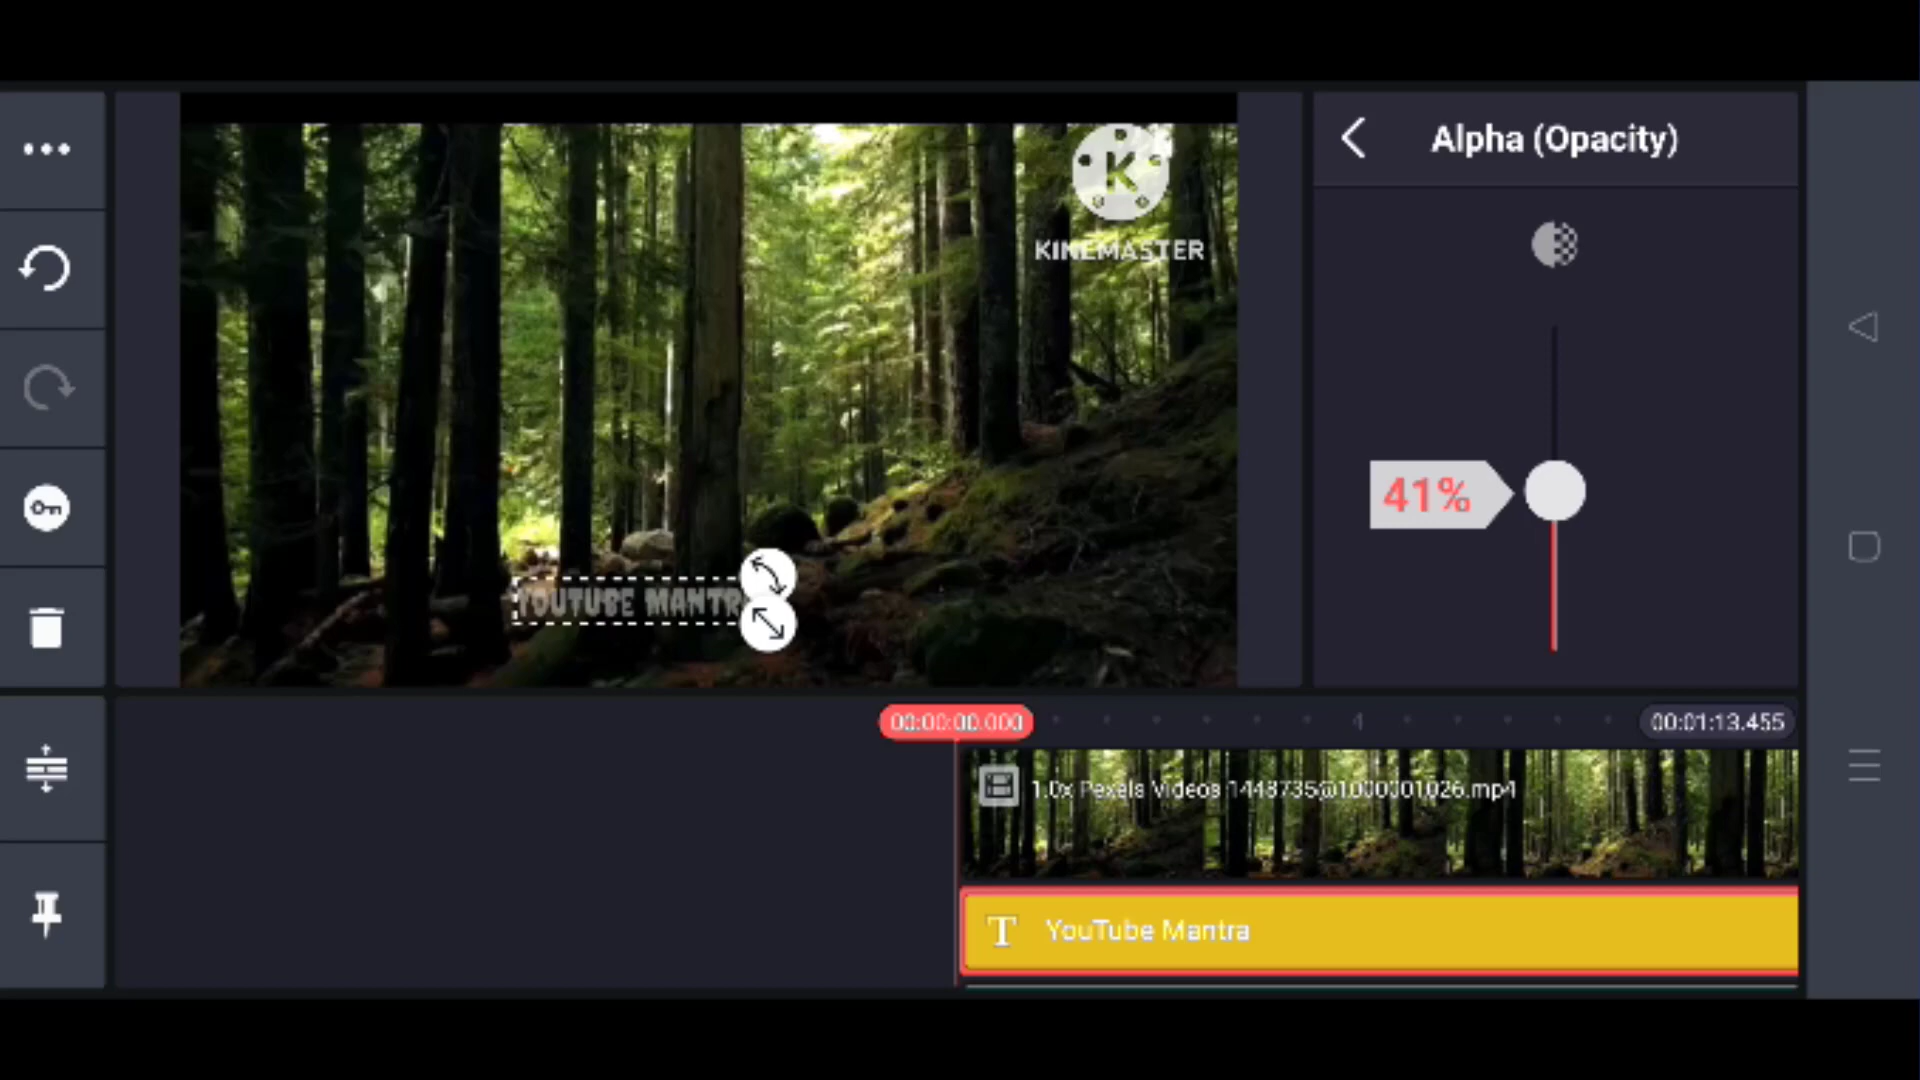 Alpha (Opacity)
K
KINEMASTER
41%
YOUTUBE MANTR
00:00:00.000
4
00:01:13.455
1.0x Pexels Videos 1448735@1000001026.mp4
T YouTube Mantra